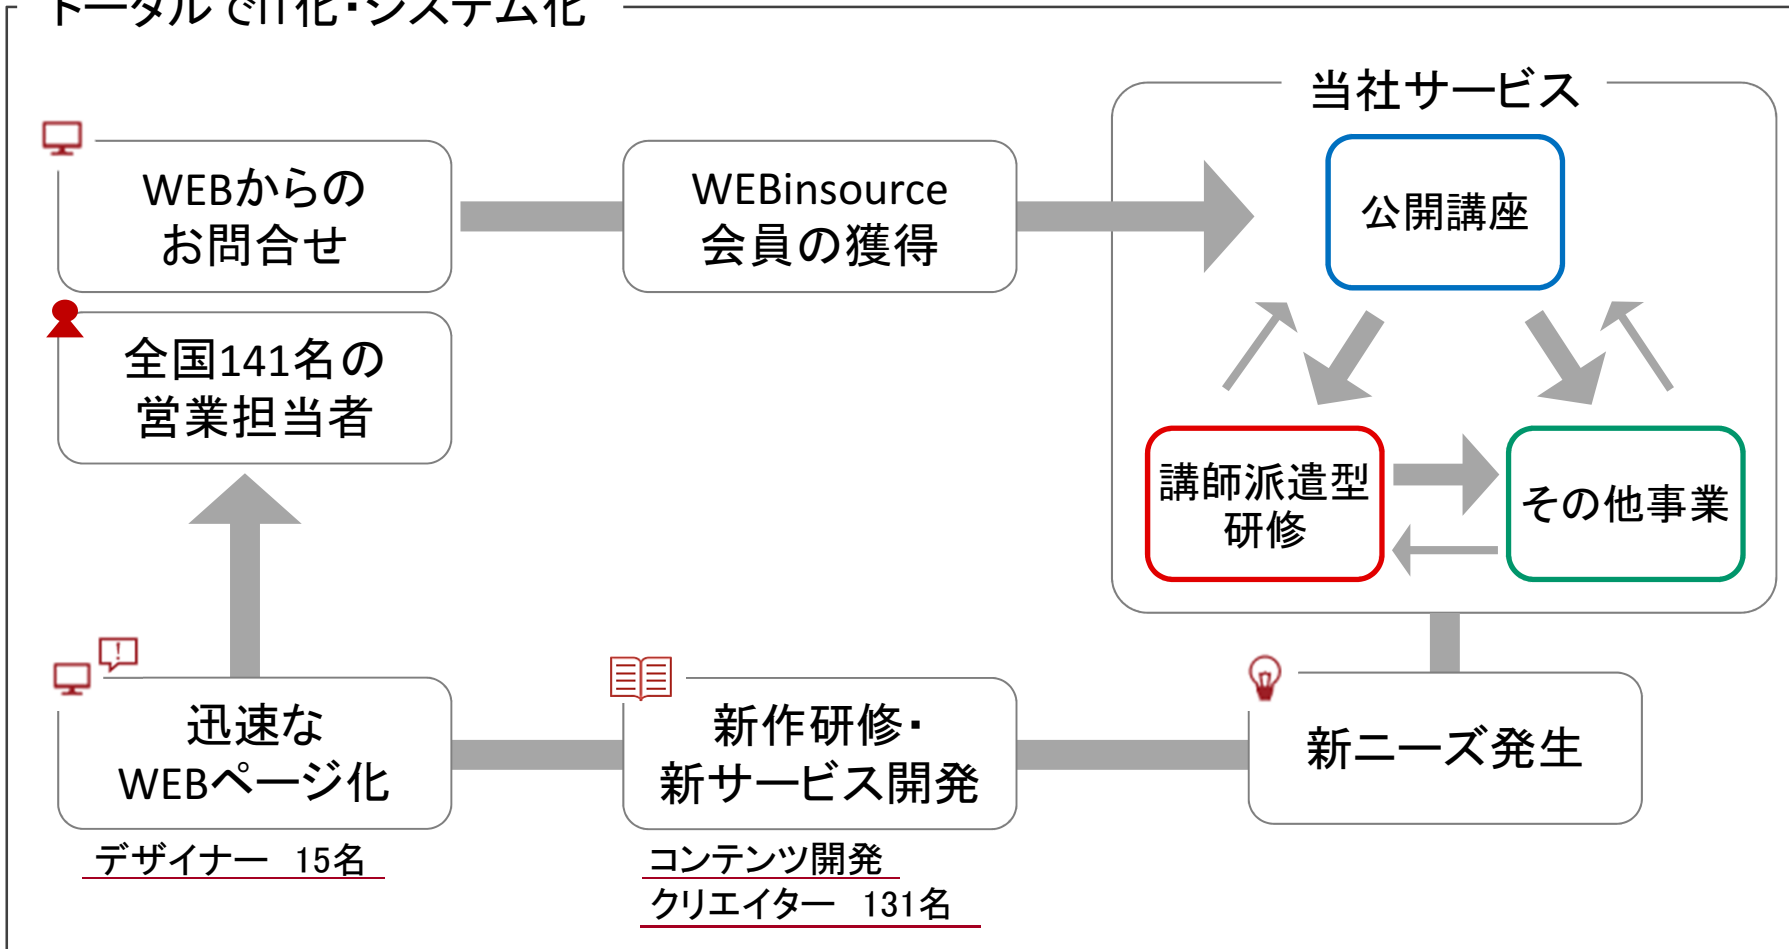 トータルでIT化・システム化
当社サービス
WEBからの
お問合せ
WEBinsource
会員の獲得
公開講座
全国141名の
営業担当者
講師派遣型
研修
その他事業
迅速な
WEBページ化
新作研修・
新サービス開発
新ニーズ発生
デザイナー 15名
コンテンツ開発
クリエイター 131名